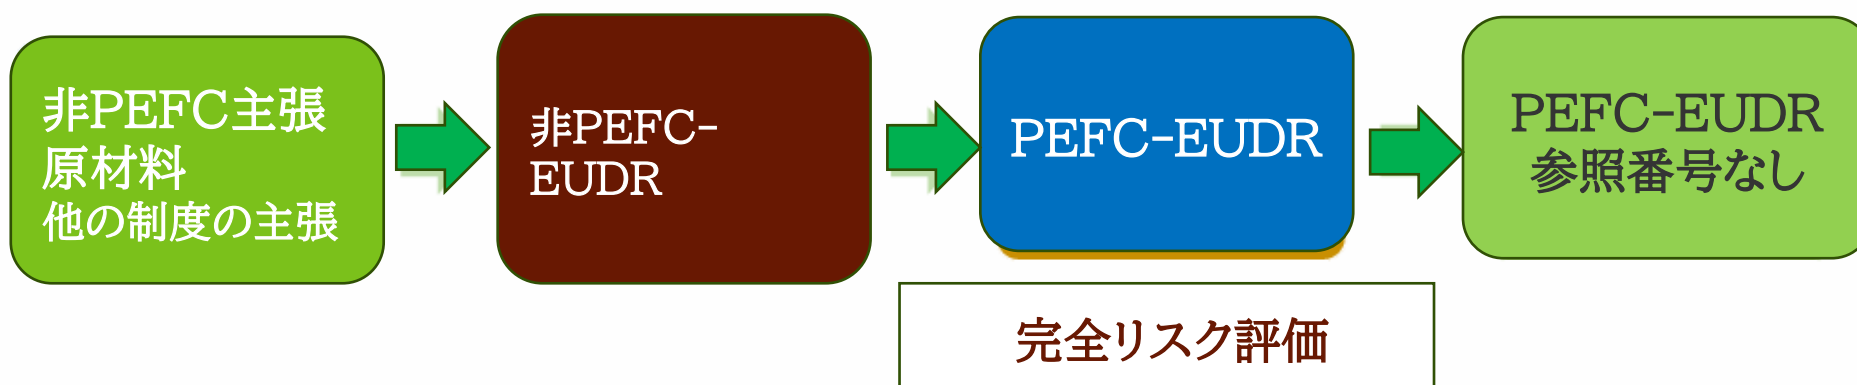 非PEFC主張
原材料
他の制度の主張
非PEFC-
EUDR
PEFC-EUDR
PEFC-EUDR
参照番号なし
完全リスク評価